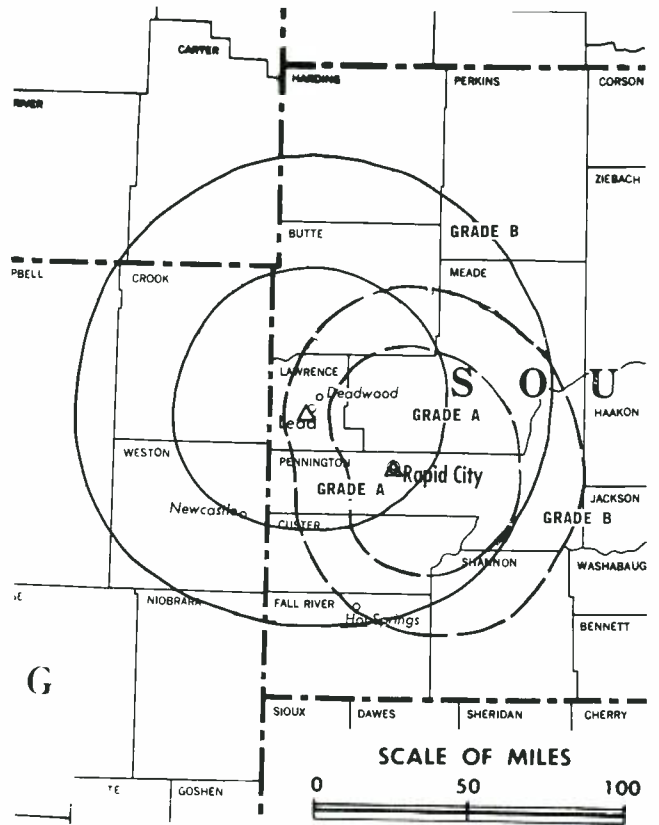 CARTER
HARDING
PERKINS
CORSON
RIVER
ZIEBACH
BUTTE
GRADE B
PBELL
CROOK
MEADE
LAWRENCE
Deadwood
S O U
Lead
GRADE A
HAAKON
WESTON
PENNINGTON
Rapid City
GRADE A
JACKSON
Newcastle
CUSTER
GRADE B
SHANNON
WASHABAUG
NIOBRARA
FALL RIVER
Hot Springs
BENNETT
G
SIOUX
DAWES
SHERIDAN
CHERRY
SCALE OF MILES
TE
GOSHEN
0 50 100